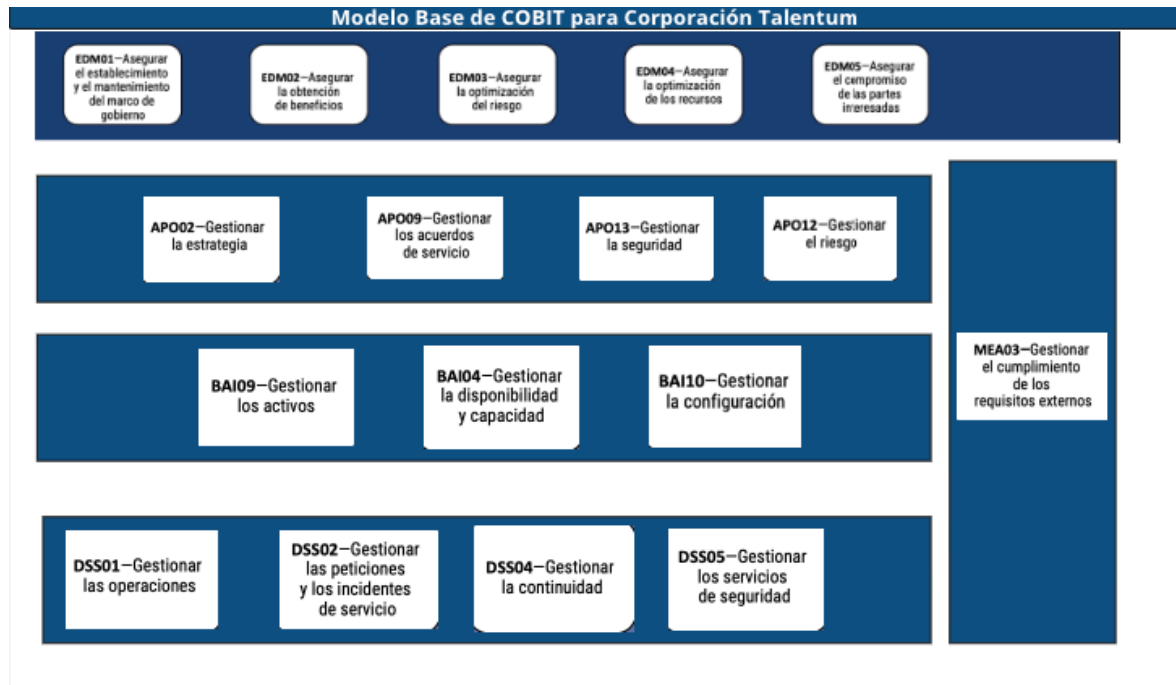 Modelo Base de COBIT para Corporación Talentum
EDM01—Asegurar
el establecimiento
y el mantenimiento
del marco de
gobierno
EDM02—Asegurar
la obtención
de beneficios
EDM03—Asegurar
la optimización
del riesgo
EDM04—Asegurar
la optimización
de los recursos
EDM05—Asegurar
el compromiso
de las partes
interesadas
APO02—Gestionar
la estrategia
APO09—Gestionar
los acuerdos
de servicio
APO13—Gestionar
la seguridad
APO12—Gestionar
el riesgo
BAI09—Gestionar
los activos
BAI04—Gestionar
la disponibilidad
y capacidad
BAI10—Gestionar
la configuración
MEA03—Gestionar
el cumplimiento
de los
requisitos externos
DSS01—Gestionar
las operaciones
DSS02—Gestionar
las peticiones
y los incidentes
de servicio
DSS04—Gestionar
la continuidad
DSS05—Gestionar
los servicios
de seguridad